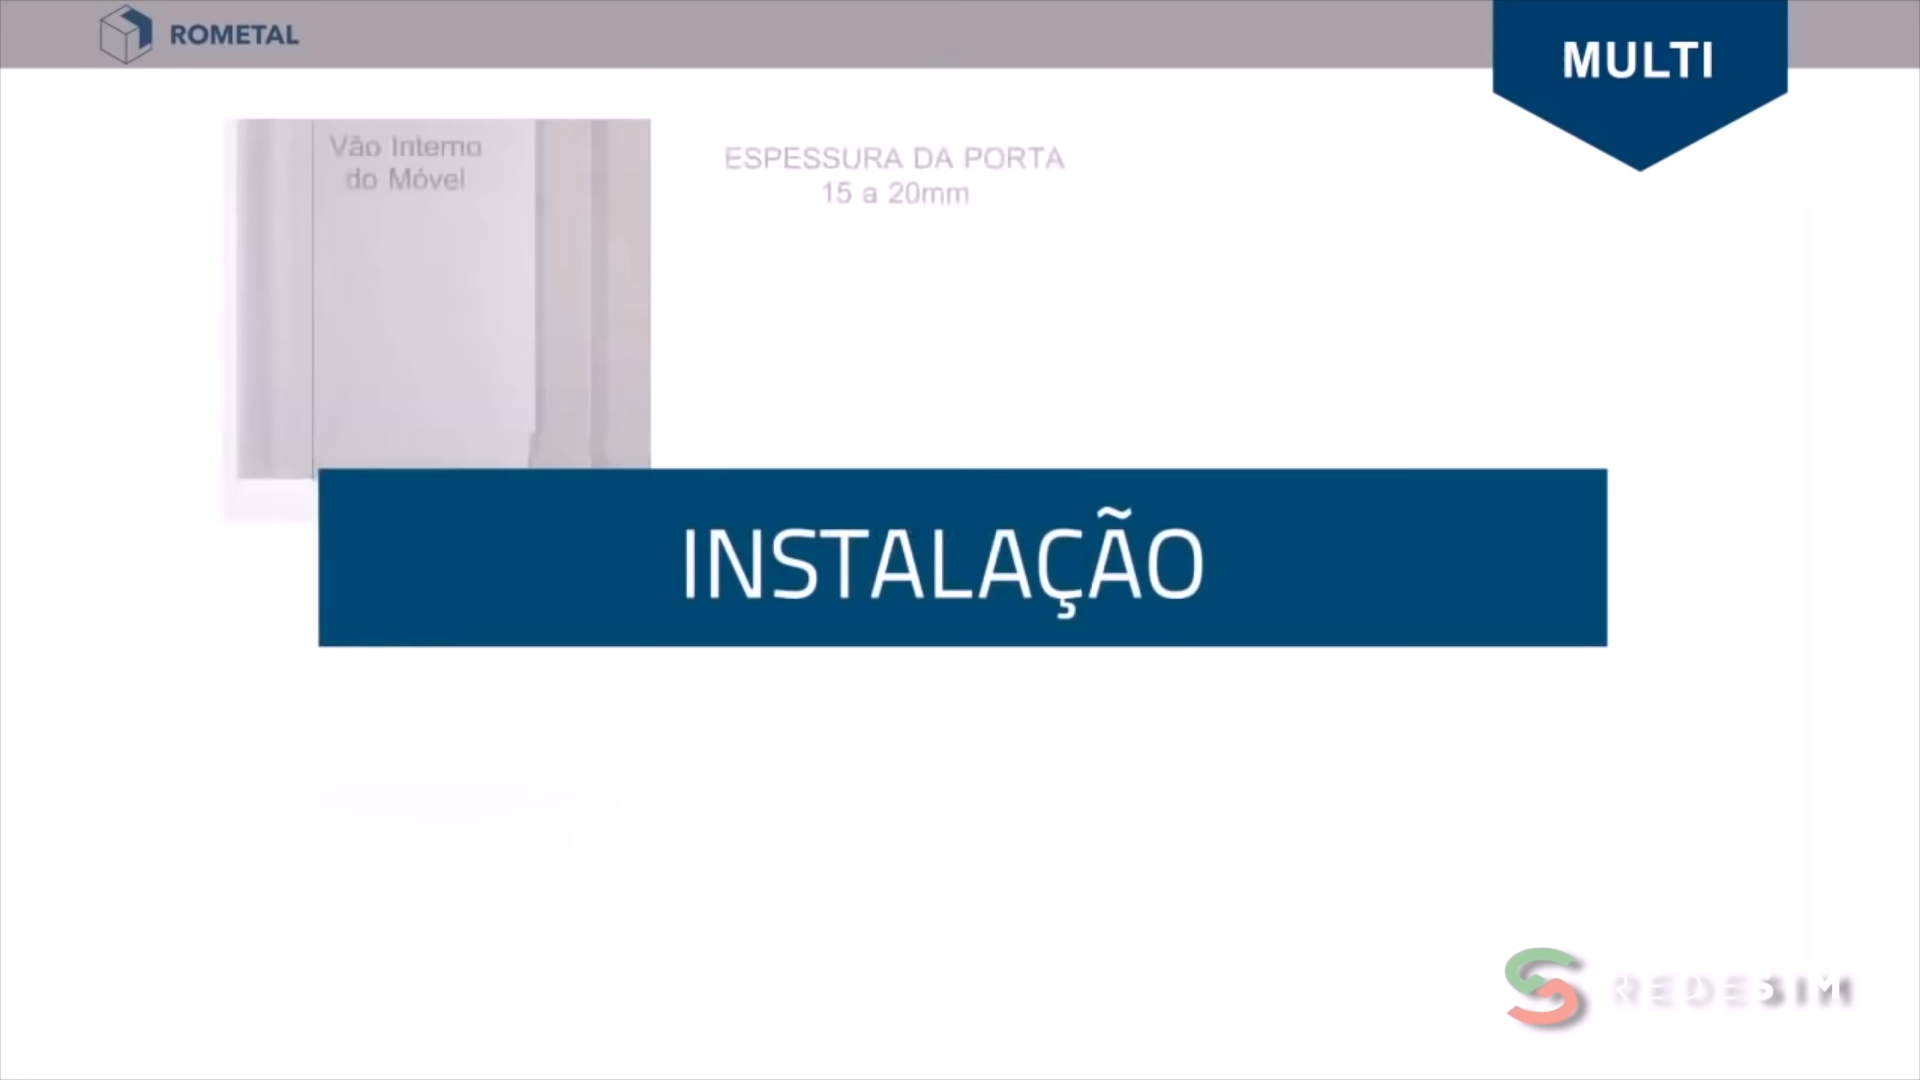 ROMETAL
MULTI
Vão Interno
do Móvel
ESPESSURA DA PORTA
15 a 20mm
INSTALAÇÃO
REDESIM